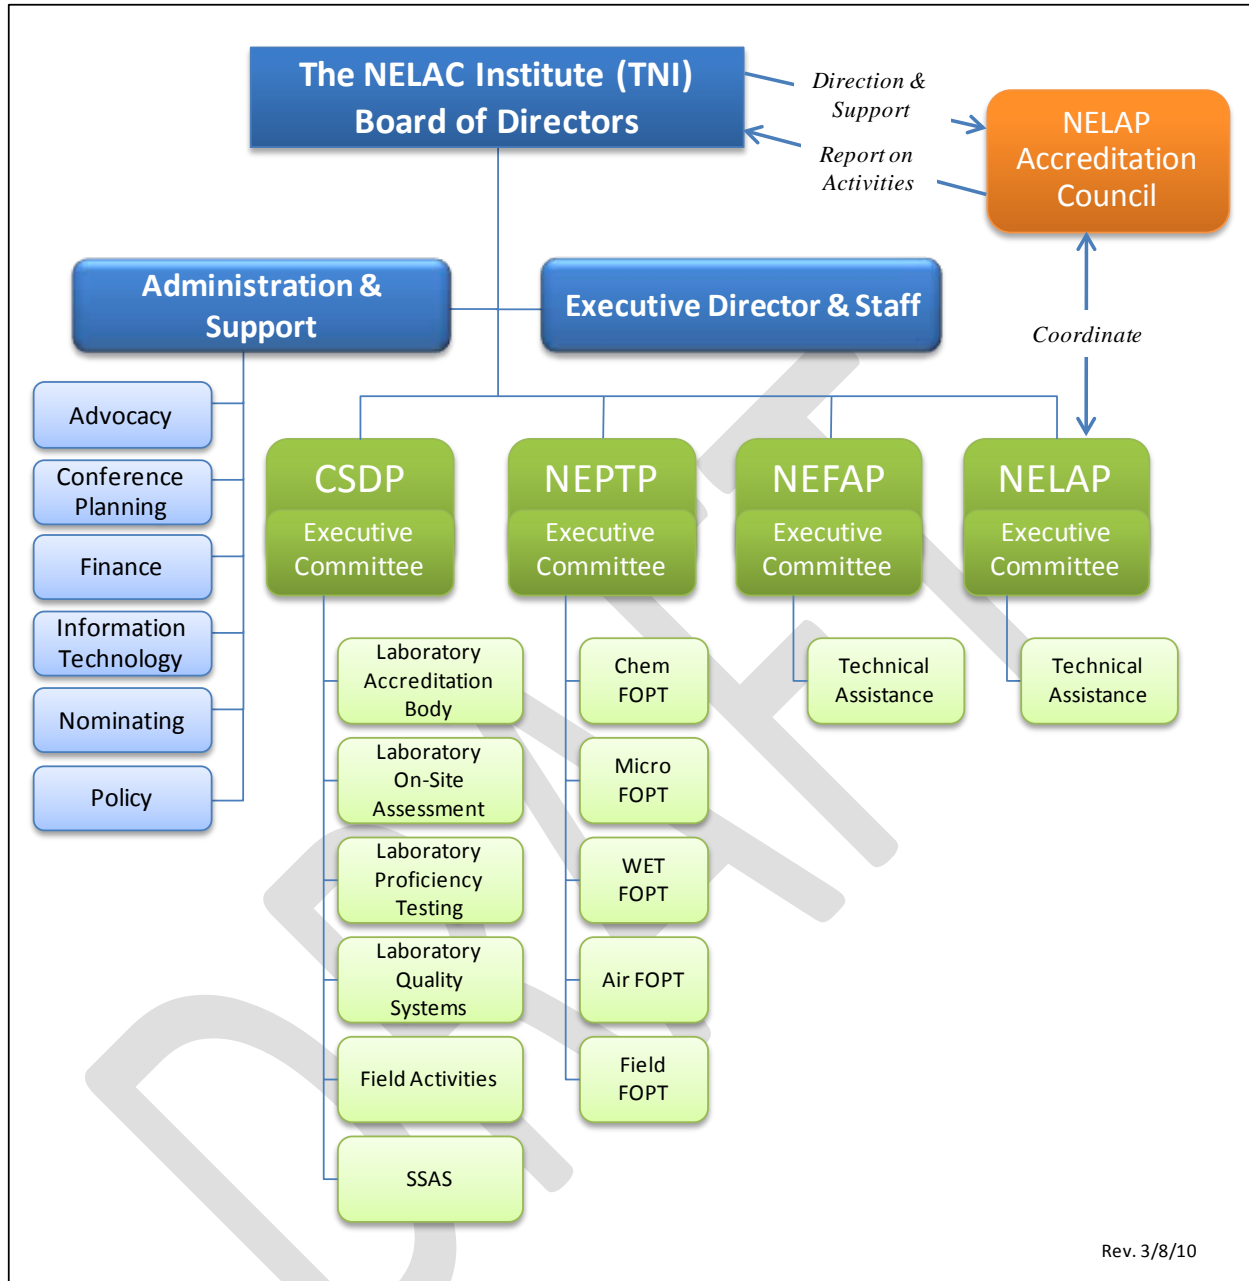 The NELAC Institute (TNI)
Board of Directors
Direction &
Support
Report on
Activities
NELAP
Accreditation
Council
Administration &
Support
Executive Director & Staff
Coordinate
Advocacy
Conference
Planning
Finance
Information
Technology
Nominating
Policy
CSDP
Executive
Committee
NEPTP
Executive
Committee
NEFAP
Executive
Committee
NELAP
Executive
Committee
Laboratory
Accreditation
Body
Laboratory
On-Site
Assessment
Laboratory
Proficiency
Testing
Laboratory
Quality
Systems
Field Activities
SSAS
Chem
FOPT
Micro
FOPT
WET
FOPT
Air FOPT
Field
FOPT
Technical
Assistance
Technical
Assistance
DRAFT
Rev. 3/8/10